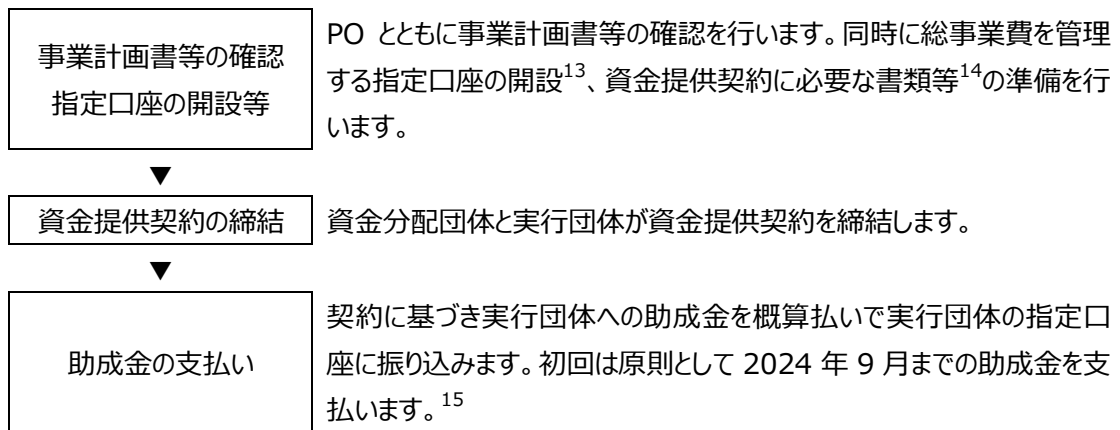 事業計画書等の確認
指定口座の開設等
PO とともに事業計画書等の確認を行います。同時に総事業費を管理
する指定口座の開設13、資金提供契約に必要な書類等14の準備を行
います。
▼
資金提供契約の締結
資金分配団体と実行団体が資金提供契約を締結します。
▼
助成金の支払い
契約に基づき実行団体への助成金を概算払いで実行団体の指定口
座に振り込みます。初回は原則として 2024 年 9 月までの助成金を支
払います。15